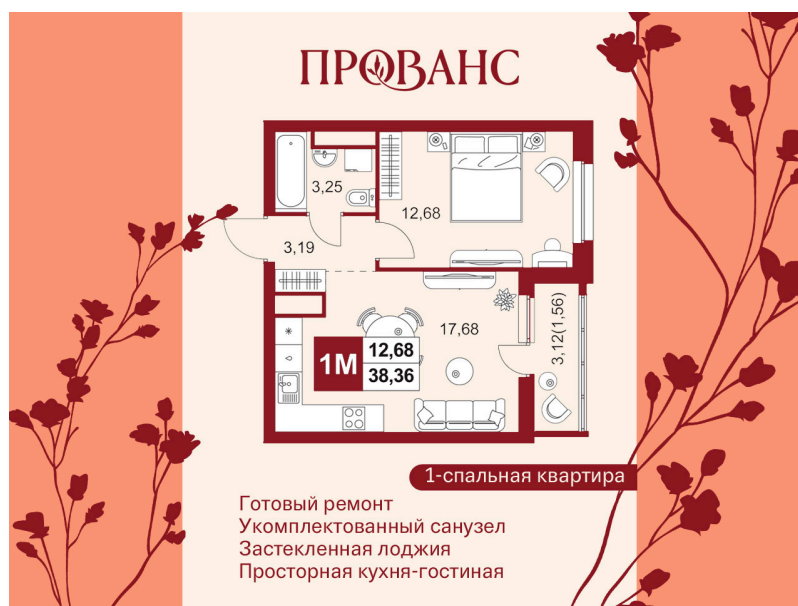 ПРОВАНС
3,25
12,68
3,19
17,68
3,12(1,56)
1М
12,68
38,36
1-спальная квартира
Готовый ремонт
Укомплектованный санузел
Застекленная лоджия
Просторная кухня-гостиная